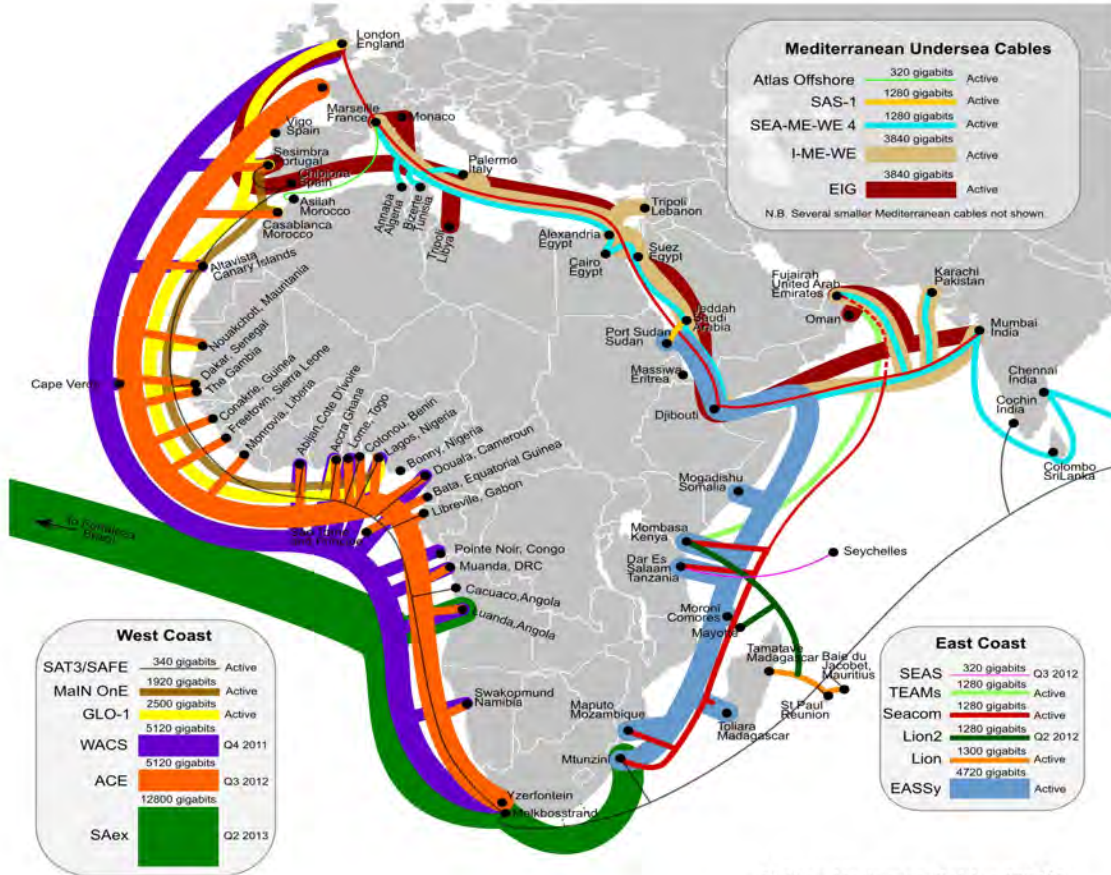 London
England
Mediterranean Undersea Cables
Atlas Offshore 320 gigabits Active
SAS-1 1280 gigabits Active
SEA-ME-WE 4 1280 gigabits Active
I-ME-WE 3840 gigabits Active
EIG 3840 gigabits Active
N.B. Several smaller Mediterranean cables not shown.
Vigo
Spain
Marseille
France
Monaco
Sesimbra
Portugal
Chipiona
Spain
Palermo
Italy
Asilah
Morocco
Casablanca
Morocco
Annaba
Algeria
Bizerte
Tunisia
Tripoli
Libya
Tripoli
Lebanon
Alexandria
Egypt
Cairo
Egypt
Suez
Egypt
Altavista
Canary Islands
Fujairah
United Arab
Emirates
Karachi
Pakistan
Oman
Mumbai
India
Jeddah
Saudi
Arabia
Port Sudan
Sudan
Massiwa
Eritrea
Djibouti
Chennai
India
Cochin
India
Colombo
SriLanka
Nouakchott, Mauritania
Dakar, Senegal
The Gambia
Cape Verde
Conakrie, Guinea
Freetown, Sierra Leone
Monrovia, Liberia
Abijan,Cote D'Ivoire
Accra,Ghana
Lome, Togo
Cotonou, Benin
Lagos, Nigeria
Bonny, Nigeria
Douala, Cameroun
Bata, Equatorial Guinea
Libreville, Gabon
to Fortaleza
Brazil
Pointe Noir, Congo
Muanda, DRC
Cacuaco,Angola
Luanda,Angola
Mogadishu
Somalia
Mombasa
Kenya
Dar Es
Salaam
Tanzania
Seychelles
Moroni
Comores
Mayotte
Tamatave
Madagascar
Baie du
Jacobet,
Mauritius
St Paul
Reunion
Swakopmund
Namibia
Maputo
Mozambique
Toliara
Madagascar
Mtunzini
Yzerfontein
Melkbosstrand
West Coast
SAT3/SAFE 340 gigabits Active
MaIN OnE 1920 gigabits Active
GLO-1 2500 gigabits Active
WACS 5120 gigabits Q4 2011
ACE 5120 gigabits Q3 2012
SAex 12800 gigabits Q2 2013
East Coast
SEAS 320 gigabits Q3 2012
TEAMs 1280 gigabits Active
Seacom 1280 gigabits Active
Lion2 1280 gigabits Q2 2012
Lion 1300 gigabits Active
EASSy 4720 gigabits Active